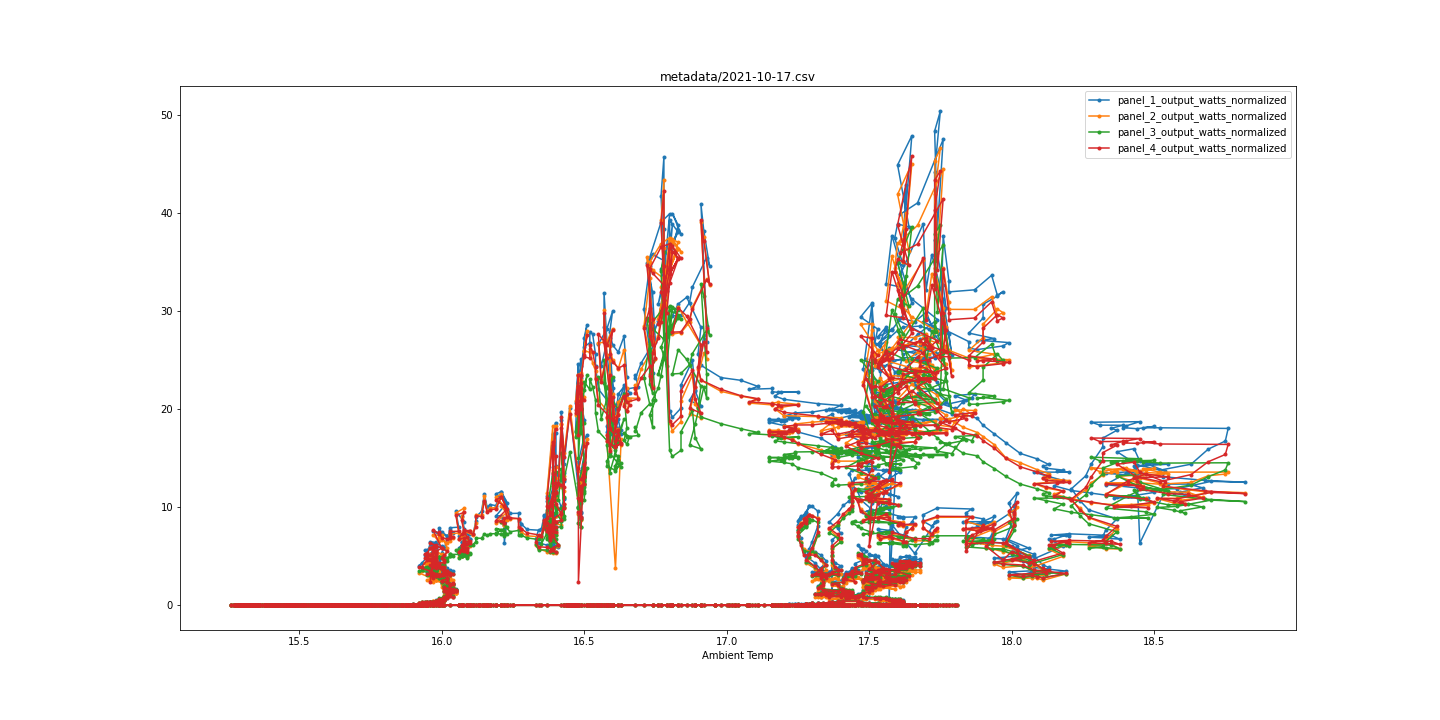 metadata/2021-10-17.csv
panel_1_output_watts_normalized
panel_2_output_watts_normalized
panel_3_output_watts_normalized
panel_4_output_watts_normalized
50
40
30
20
10
0
15.5 16.0 16.5 17.0 17.5 18.0 18.5
Ambient Temp